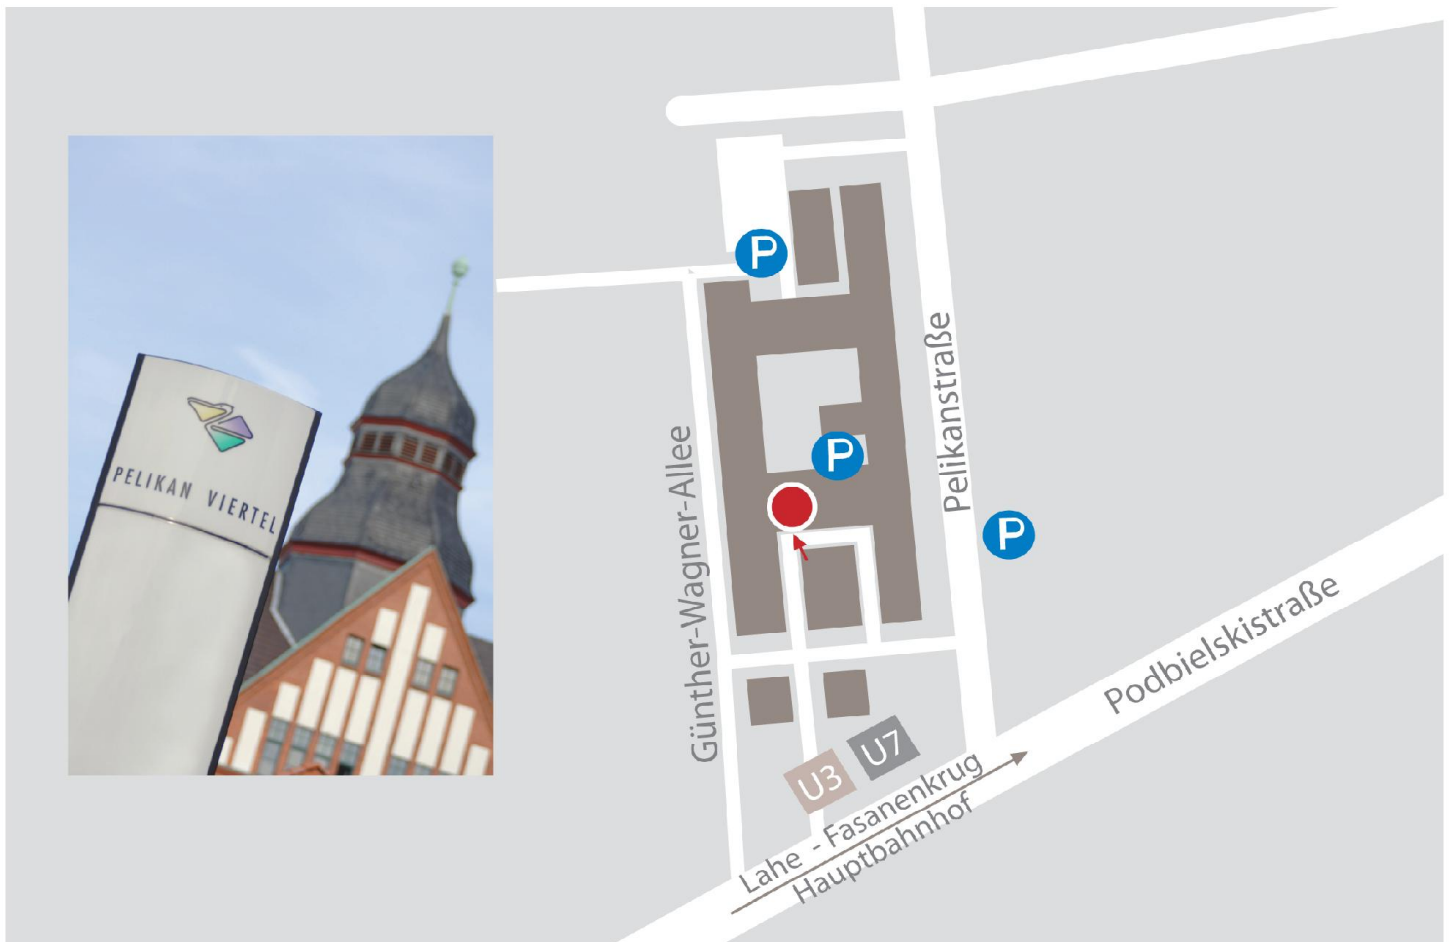 PELIKAN VIERTEL
P
P
P
Günther-Wagner-Allee
Pelikanstraße
Podbielskistraße
U3
U7
Lahe - Fasanenkrug
Hauptbahnhof